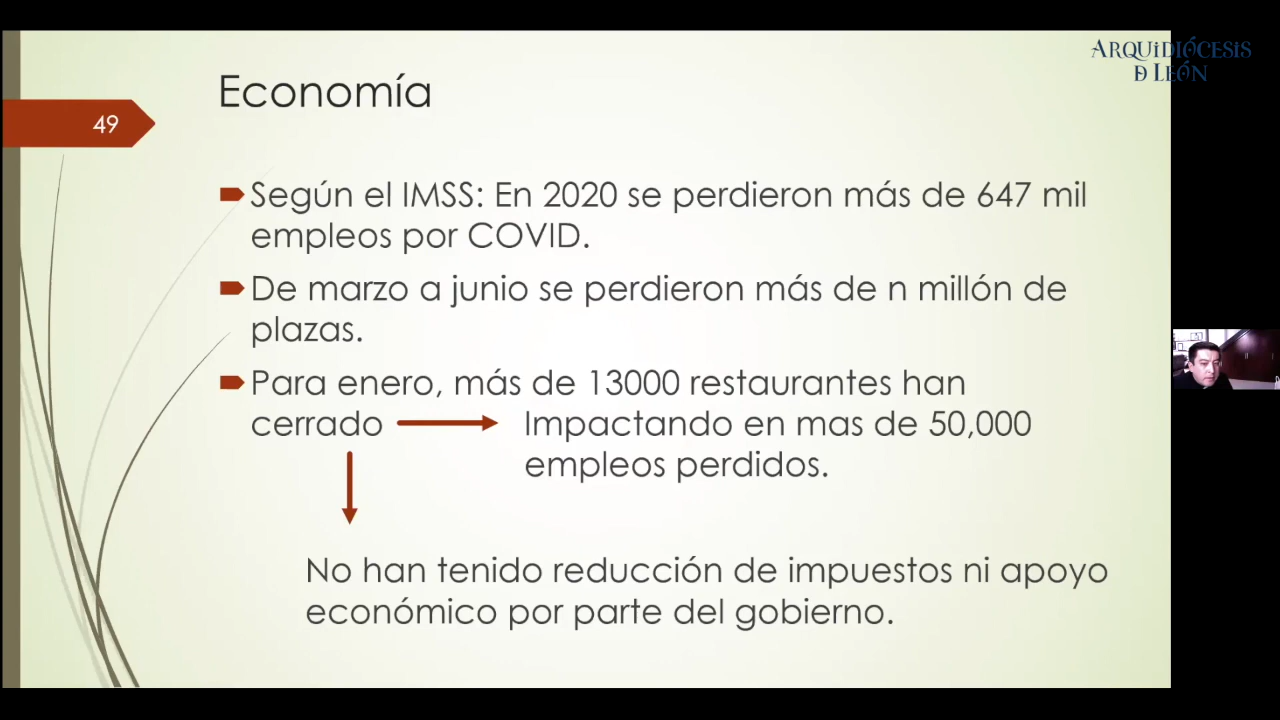 ARQUiDiÓCESiS
D LEÓN
Economía
49
Según el IMSS: En 2020 se perdieron más de 647 mil
empleos por COVID.
De marzo a junio se perdieron más de n millón de
plazas.
Para enero, más de 13000 restaurantes han
cerrado
Impactando en mas de 50,000
empleos perdidos.
No han tenido reducción de impuestos ni apoyo
económico por parte del gobierno.